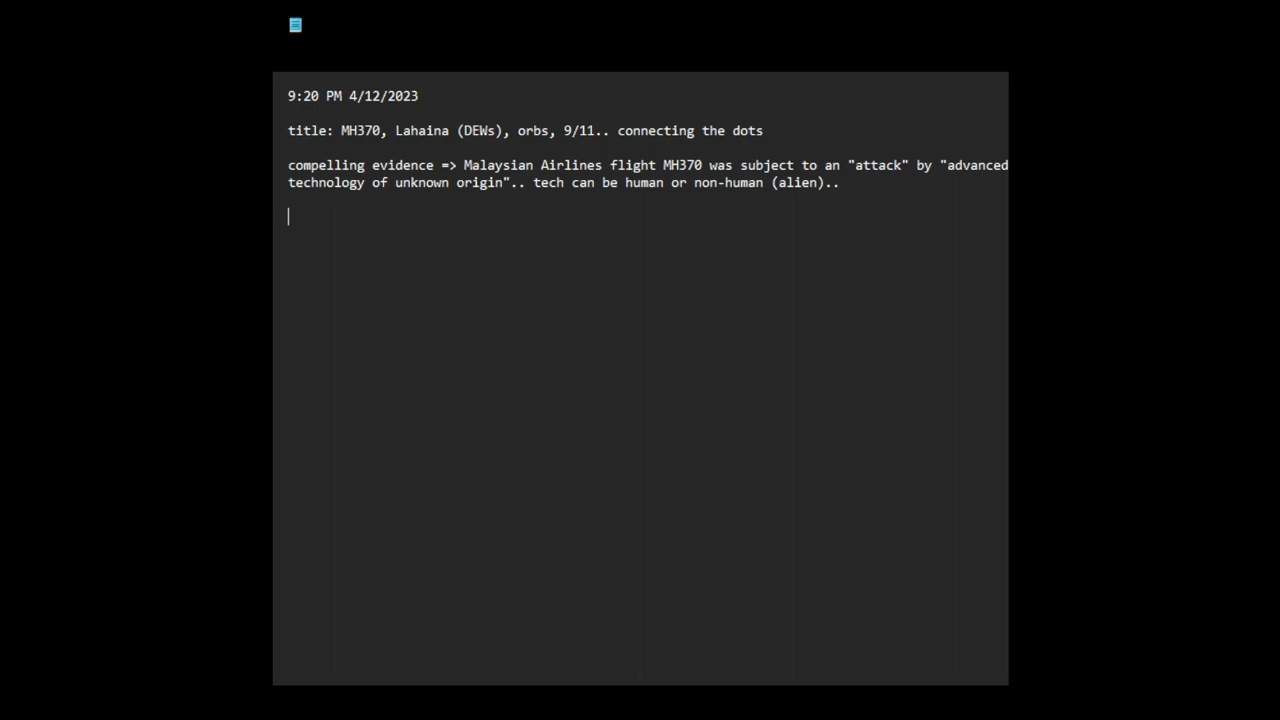 9:20 PM 4/12/2023
title: MH370, Lahaina (DEWs), orbs, 9/11.. connecting the dots
compelling evidence => Malaysian Airlines flight MH370 was subject to an "attack" by "advanced
technology of unknown origin".. tech can be human or non-human (alien)..